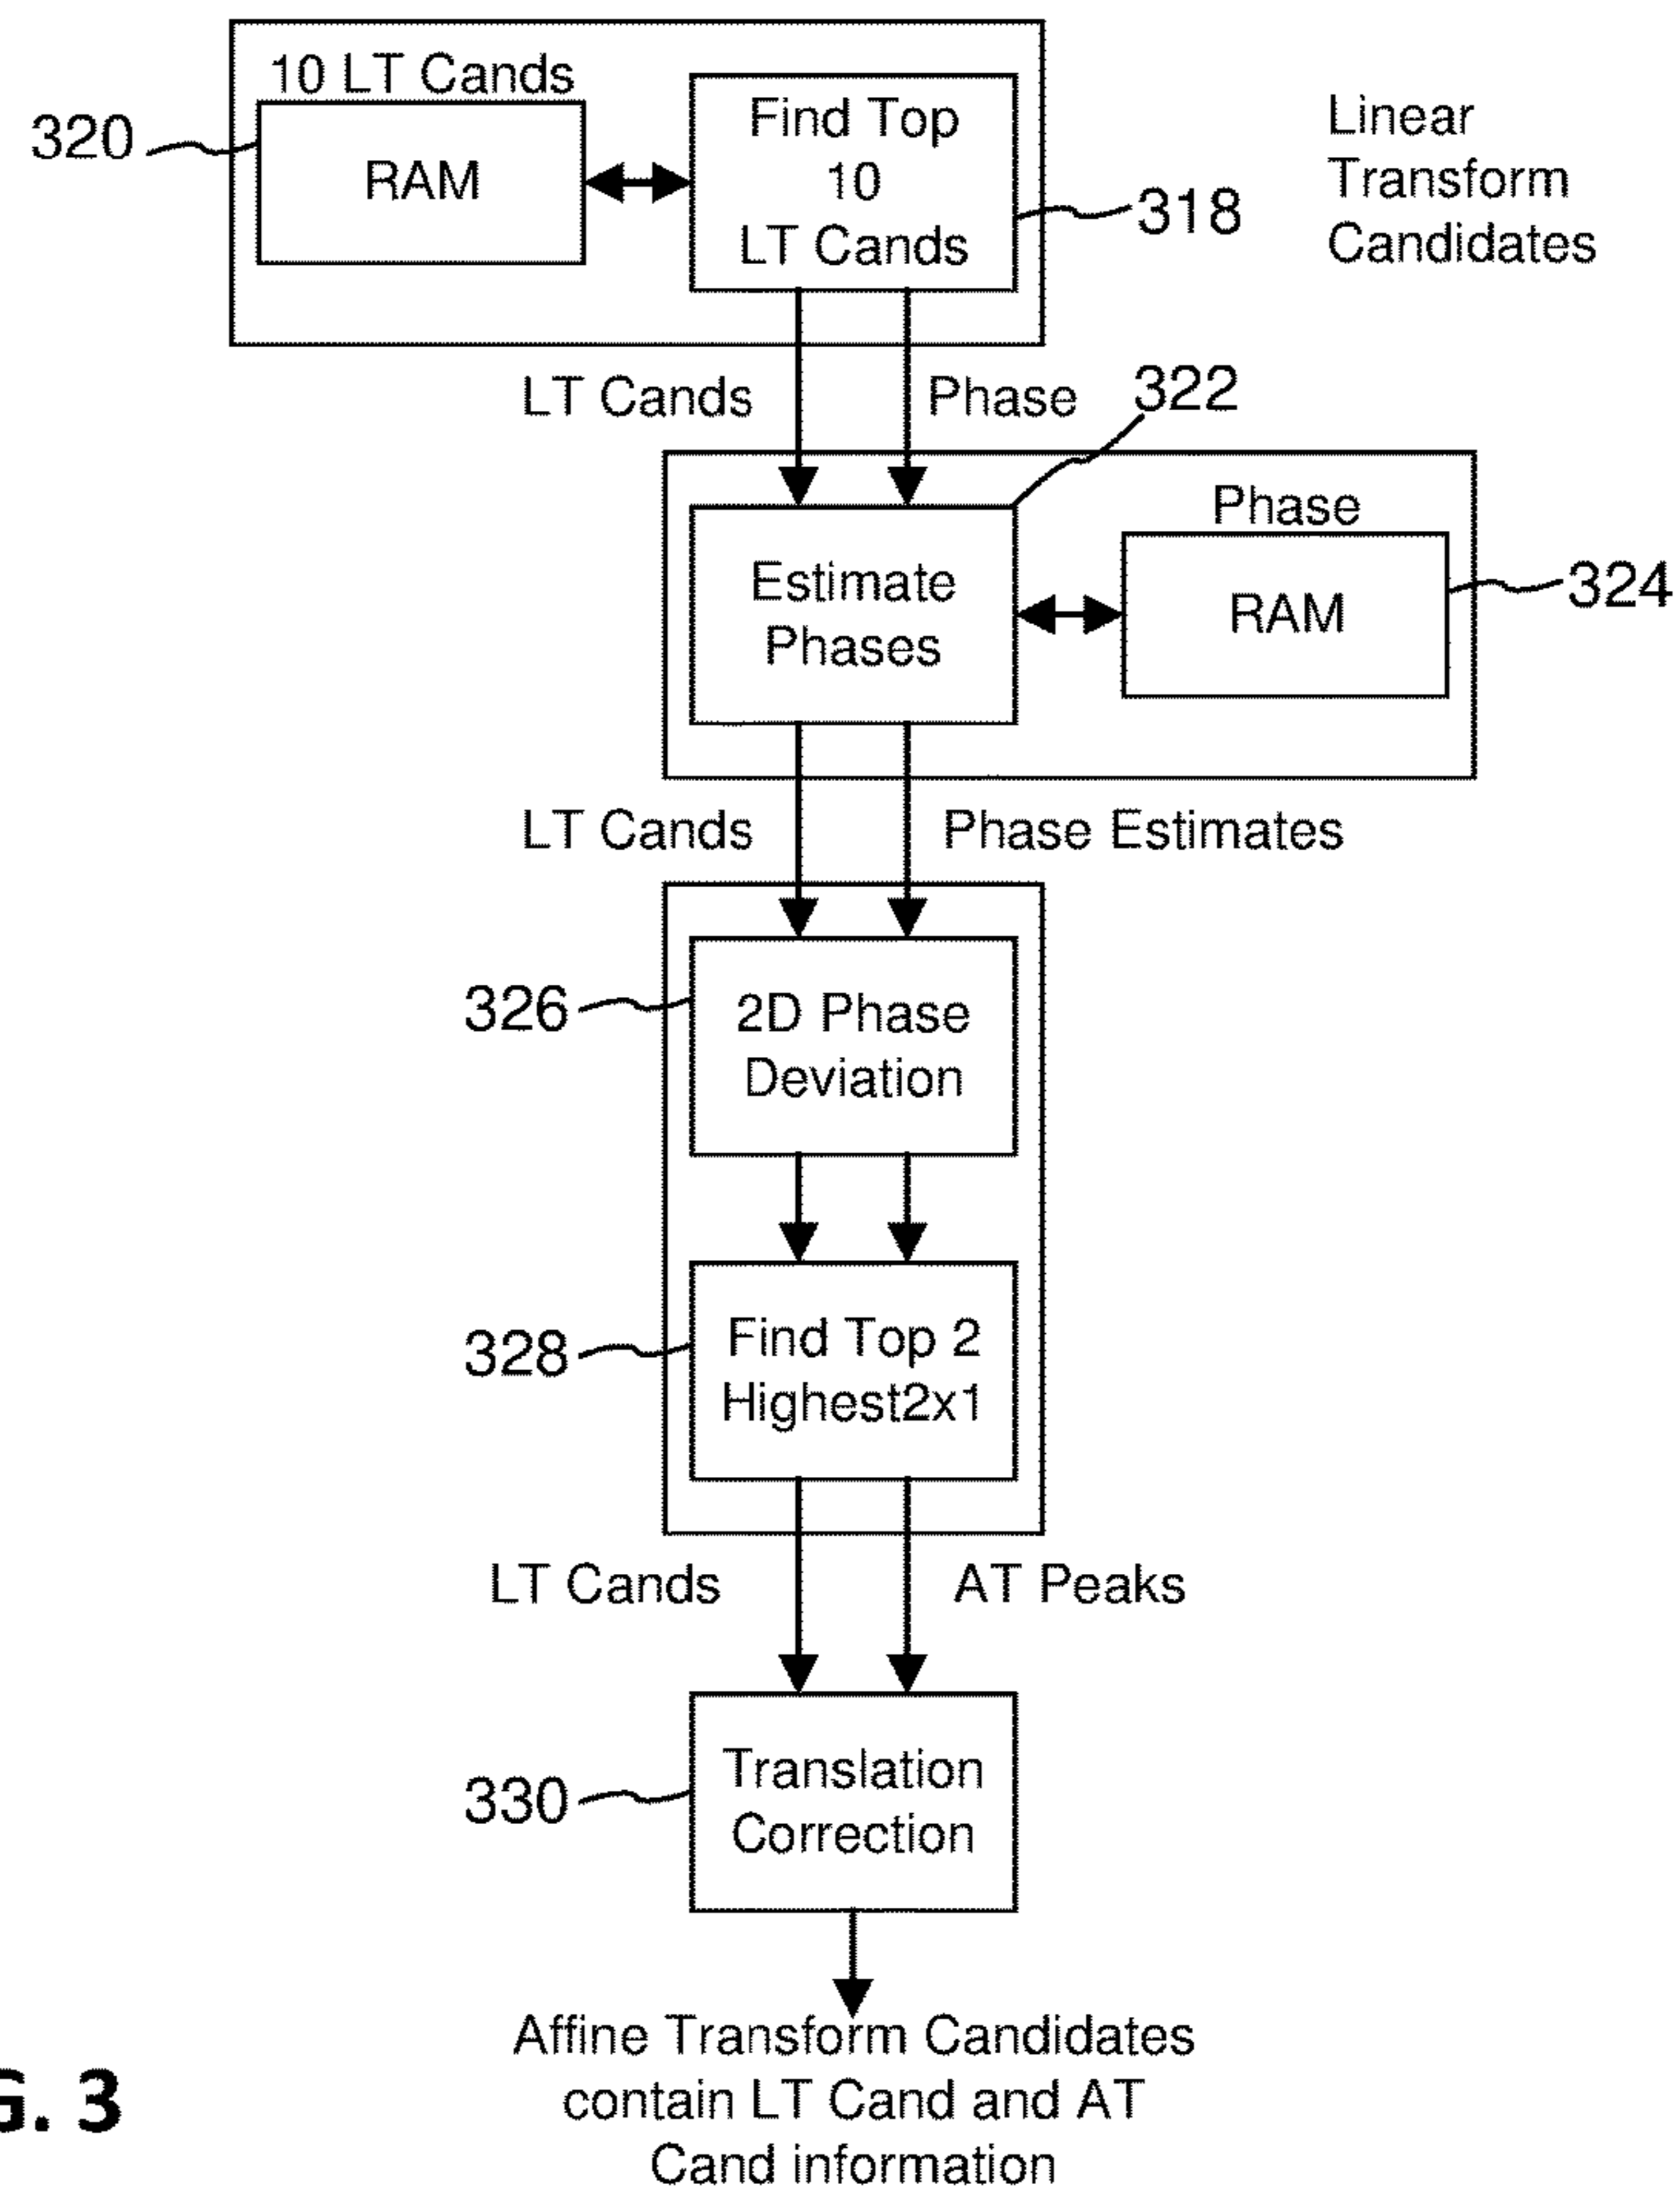 10 LT Cands
320
RAM
Find Top
10
LT Cands
318
Linear
Transform
Candidates
LT Cands
Phase
322
Estimate
Phases
Phase
RAM
324
LT Cands
Phase Estimates
326
2D Phase
Deviation
328
Find Top 2
Highest2x1
LT Cands
AT Peaks
330
Translation
Correction
Affine Transform Candidates
contain LT Cand and AT
Cand information
G. 3